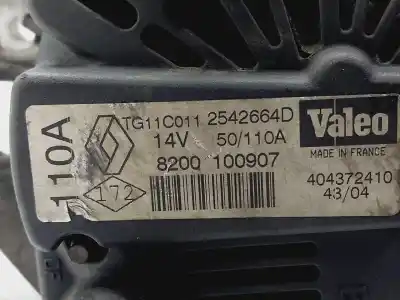 110A
TG11C011 2542664D
14V 50/110A
8200 100907
172
Valeo
MADE IN FRANCE
404372410
43/04